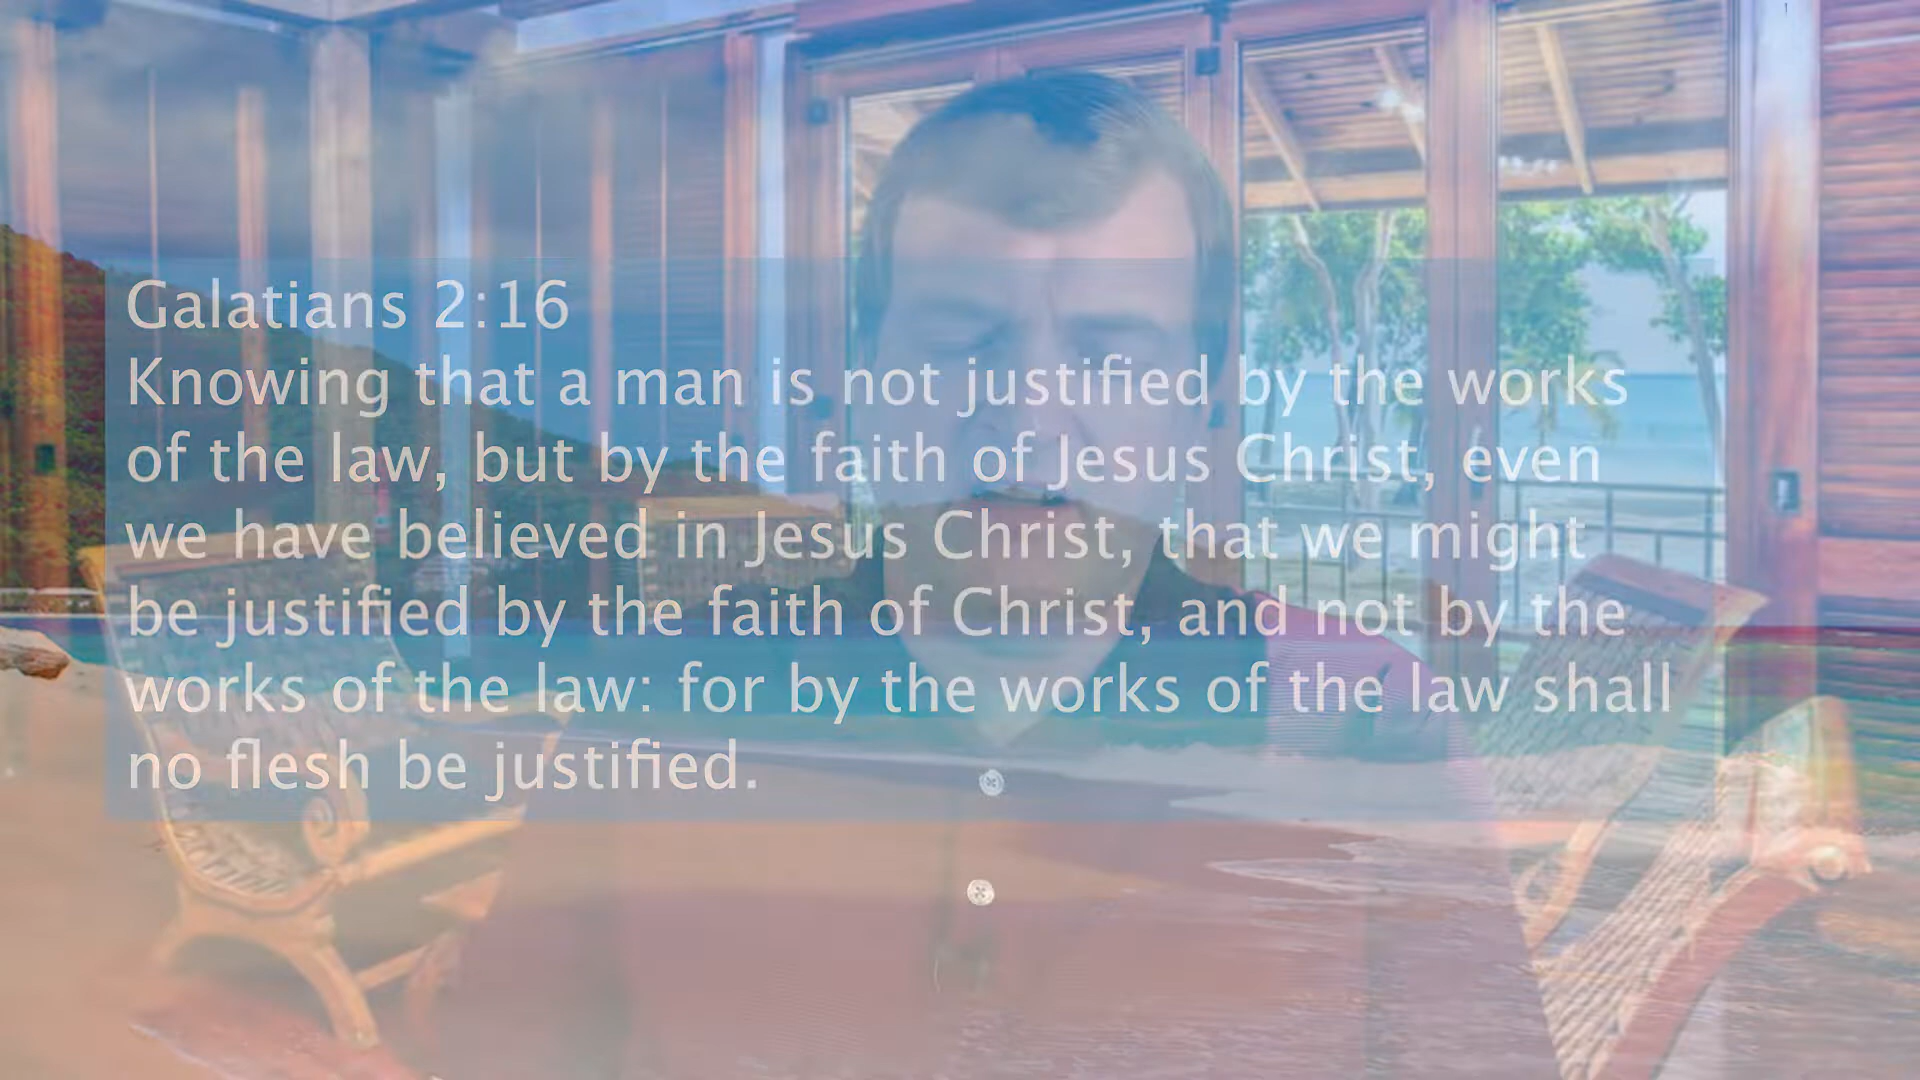 Galatians 2:16
Knowing that a man is not justified by the works
of the law, but by the faith of Jesus Christ, even
we have believed in Jesus Christ, that we might
be justified by the faith of Christ, and not by the
works of the law: for by the works of the law shall
no flesh be justified.